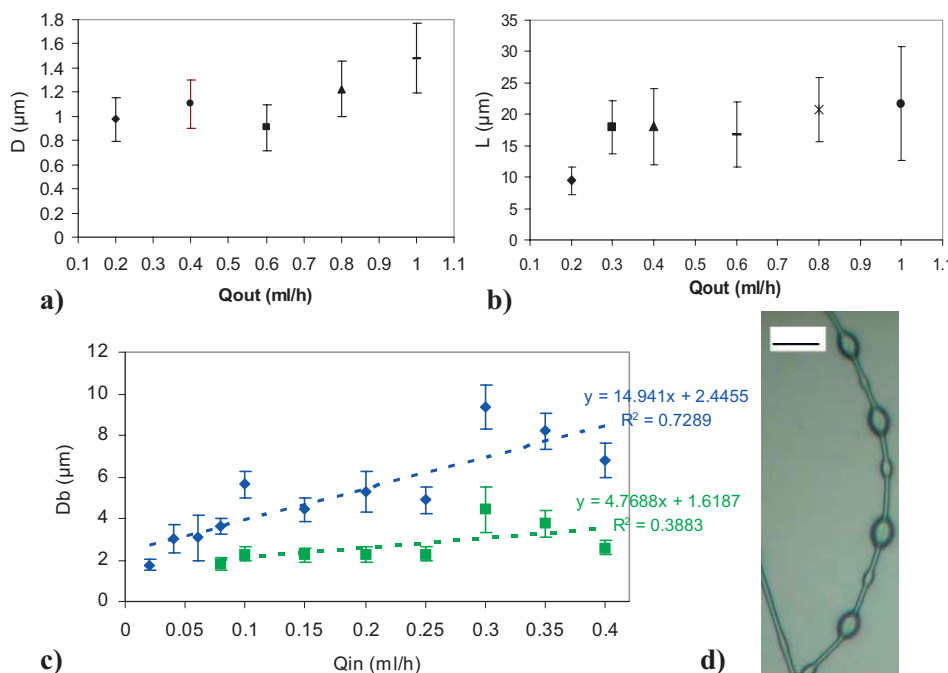 1.8
1.6
1.4
1.2
1
0.8
0.6
0.4
0.2
0
D (µm)
0.1 0.2 0.3 0.4 0.5 0.6 0.7 0.8 0.9 1 1.1
Qout (ml/h)
a)
35
30
25
20
15
10
5
0
L (µm)
0.1 0.2 0.3 0.4 0.5 0.6 0.7 0.8 0.9 1 1.1
Qout (ml/h)
b)
12
10
8
6
4
2
0
Db (µm)
y = 14.941x + 2.4455
R² = 0.7289
y = 4.7688x + 1.6187
R² = 0.3883
0 0.05 0.1 0.15 0.2 0.25 0.3 0.35 0.4
Qin (ml/h)
c)
d)